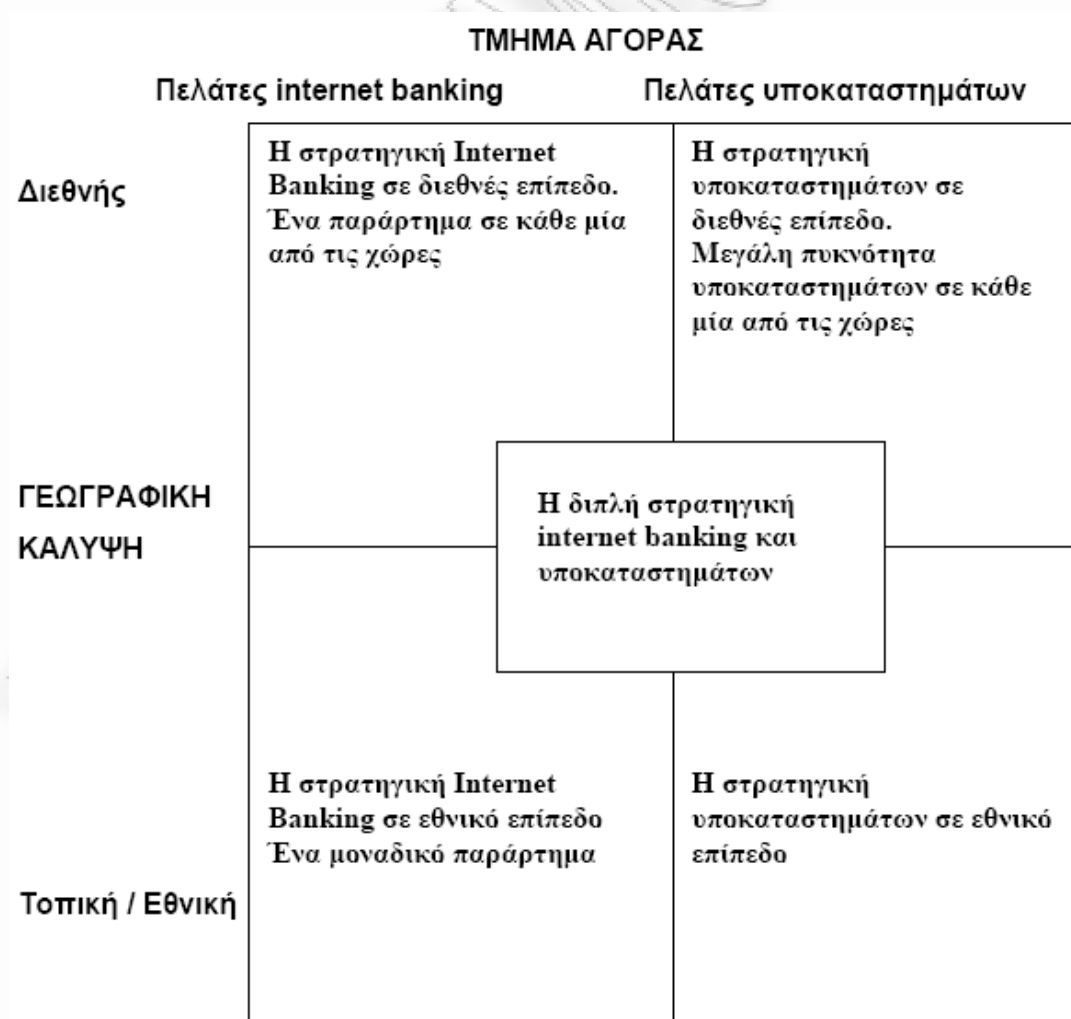 ΤΜΗΜΑ ΑΓΟΡΑΣ
Πελάτες internet banking
Πελάτες υποκαταστημάτων
Διεθνής
Η στρατηγική Internet
Banking σε διεθνές επίπεδο.
Ένα παράρτημα σε κάθε μία
από τις χώρες
Η στρατηγική
υποκαταστημάτων σε
διεθνές επίπεδο.
Μεγάλη πυκνότητα
υποκαταστημάτων σε κάθε
μία από τις χώρες
ΓΕΩΓΡΑΦΙΚΗ
ΚΑΛΥΨΗ
Η διπλή στρατηγική
internet banking και
υποκαταστημάτων
Τοπική / Εθνική
Η στρατηγική Internet
Banking σε εθνικό επίπεδο
Ένα μοναδικό παράρτημα
Η στρατηγική
υποκαταστημάτων σε εθνικό
επίπεδο